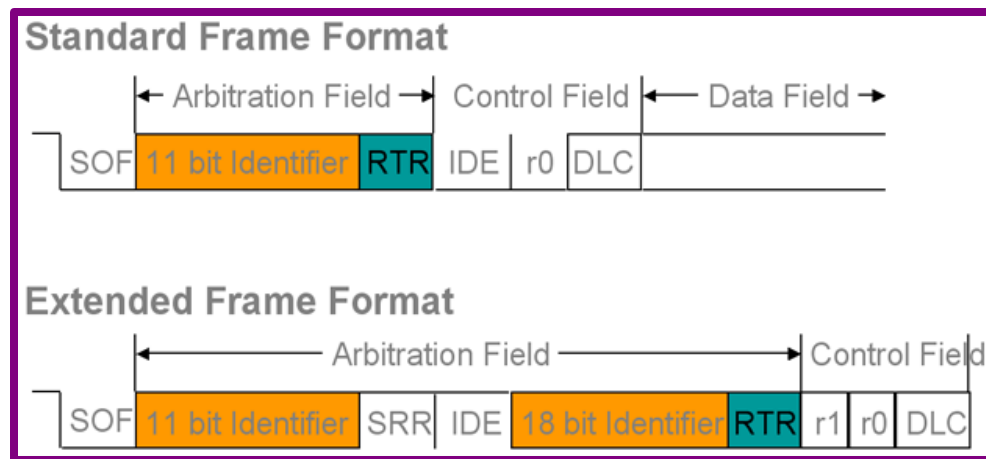 Standard Frame Format
Arbitration Field Control Field Data Field
SOF 11 bit Identifier RTR IDE r0 DLC
Extended Frame Format
Arbitration Field Control Field
SOF 11 bit Identifier SRR IDE 18 bit Identifier RTR r1 r0 DLC